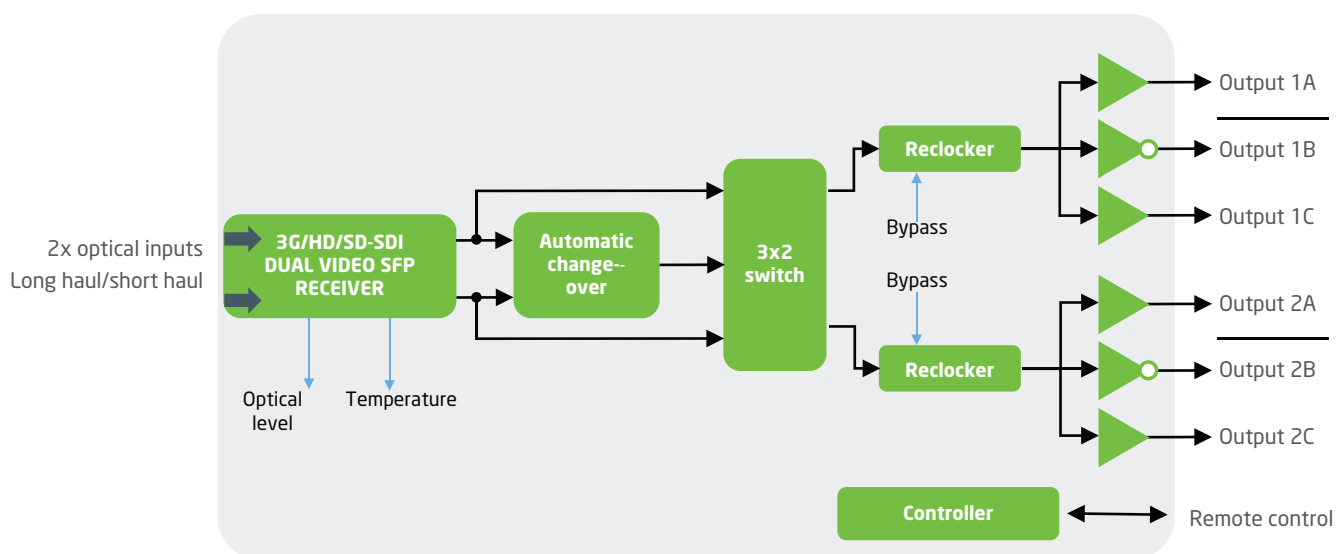 2x optical inputs
Long haul/short haul
3G/HD/SD-SDI
DUAL VIDEO SFP
RECEIVER
Optical
level
Temperature
Automatic
change--
over
3x2
switch
Reclocker
Bypass
Bypass
Reclocker
Output 1A
Output 1B
Output 1C
Output 2A
Output 2B
Output 2C
Controller
Remote control